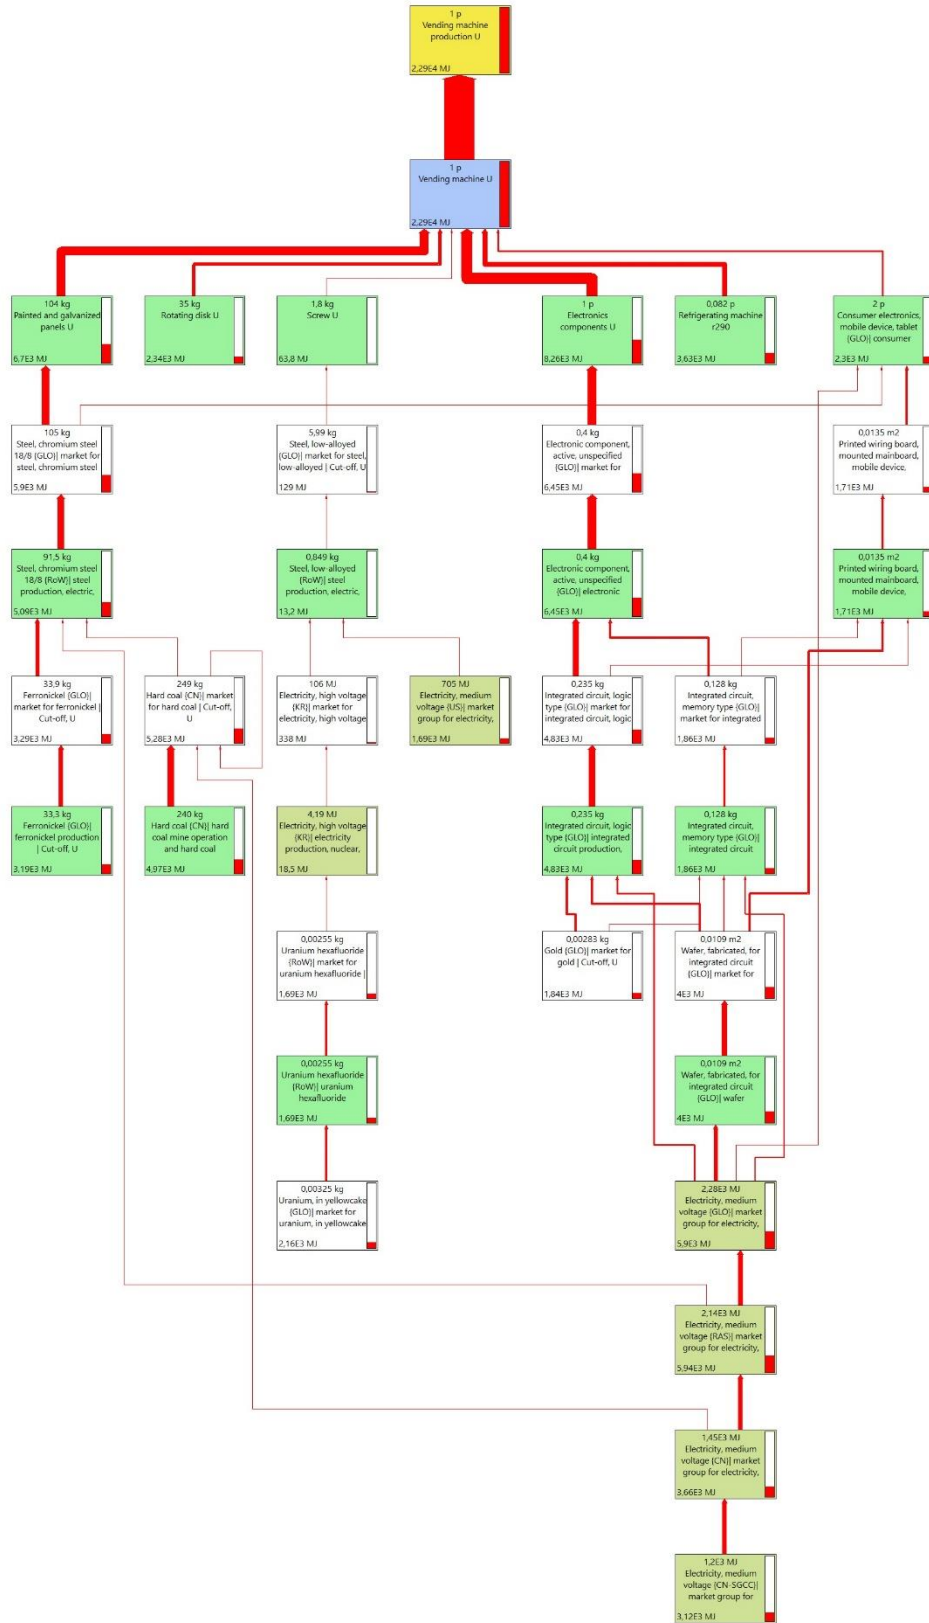 1 p
Vending machine
production U
2,29E4 MJ
1 p
Vending machine U
2,29E4 MJ
104 kg
Painted and galvanized
panels U
6,7E3 MJ
35 kg
Rotating disk U
2,34E3 MJ
1,8 kg
Screw U
63,8 MJ
1 p
Electronics
components U
8,26E3 MJ
0,082 p
Refrigerating machine
r290
3,63E3 MJ
2 p
Consumer electronics,
mobile device, tablet
{GLO}| consumer
2,3E3 MJ
105 kg
Steel, chromium steel
18/8 {GLO}| market for
steel, chromium steel
5,9E3 MJ
5,99 kg
Steel, low-alloyed
{GLO}| market for steel,
low-alloyed | Cut-off, U
129 MJ
0,4 kg
Electronic component,
active, unspecified
{GLO}| market for
6,45E3 MJ
0,0135 m2
Printed wiring board,
mounted mainboard,
mobile device,
1,71E3 MJ
91,5 kg
Steel, chromium steel
18/8 {RoW}| steel
production, electric,
5,09E3 MJ
0,849 kg
Steel, low-alloyed
{RoW}| steel
production, electric,
13,2 MJ
0,4 kg
Electronic component,
active, unspecified
{GLO}| electronic
6,45E3 MJ
0,0135 m2
Printed wiring board,
mounted mainboard,
mobile device,
1,71E3 MJ
33,9 kg
Ferronickel {GLO}|
market for ferronickel |
Cut-off, U
3,29E3 MJ
249 kg
Hard coal {CN}| market
for hard coal | Cut-off,
U
5,28E3 MJ
106 MJ
Electricity, high voltage
{KR}| market for
electricity, high voltage
338 MJ
705 MJ
Electricity, medium
voltage {US}| market
group for electricity,
1,69E3 MJ
0,235 kg
Integrated circuit, logic
type {GLO}| market for
integrated circuit, logic
4,83E3 MJ
0,128 kg
Integrated circuit,
memory type {GLO}|
market for integrated
1,86E3 MJ
33,3 kg
Ferronickel {GLO}|
ferronickel production
| Cut-off, U
3,19E3 MJ
240 kg
Hard coal {CN}| hard
coal mine operation
and hard coal
4,97E3 MJ
4,19 MJ
Electricity, high voltage
{KR}| electricity
production, nuclear,
18,5 MJ
0,235 kg
Integrated circuit, logic
type {GLO}| integrated
circuit production,
4,83E3 MJ
0,128 kg
Integrated circuit,
memory type {GLO}|
integrated circuit
1,86E3 MJ
0,00255 kg
Uranium hexafluoride
{RoW}| market for
uranium hexafluoride |
1,69E3 MJ
0,00283 kg
Gold {GLO}| market for
gold | Cut-off, U
1,84E3 MJ
0,0109 m2
Wafer, fabricated, for
integrated circuit
{GLO}| market for
4E3 MJ
0,00255 kg
Uranium hexafluoride
{RoW}| uranium
hexafluoride
1,69E3 MJ
0,0109 m2
Wafer, fabricated, for
integrated circuit
{GLO}| wafer
4E3 MJ
0,00325 kg
Uranium, in yellowcake
{GLO}| market for
uranium, in yellowcake
2,16E3 MJ
2,28E3 MJ
Electricity, medium
voltage {GLO}| market
group for electricity,
5,9E3 MJ
2,14E3 MJ
Electricity, medium
voltage {RAS}| market
group for electricity,
5,94E3 MJ
1,45E3 MJ
Electricity, medium
voltage {CN}| market
group for electricity,
3,66E3 MJ
1,2E3 MJ
Electricity, medium
voltage {CN-SGCC}|
market group for
3,12E3 MJ